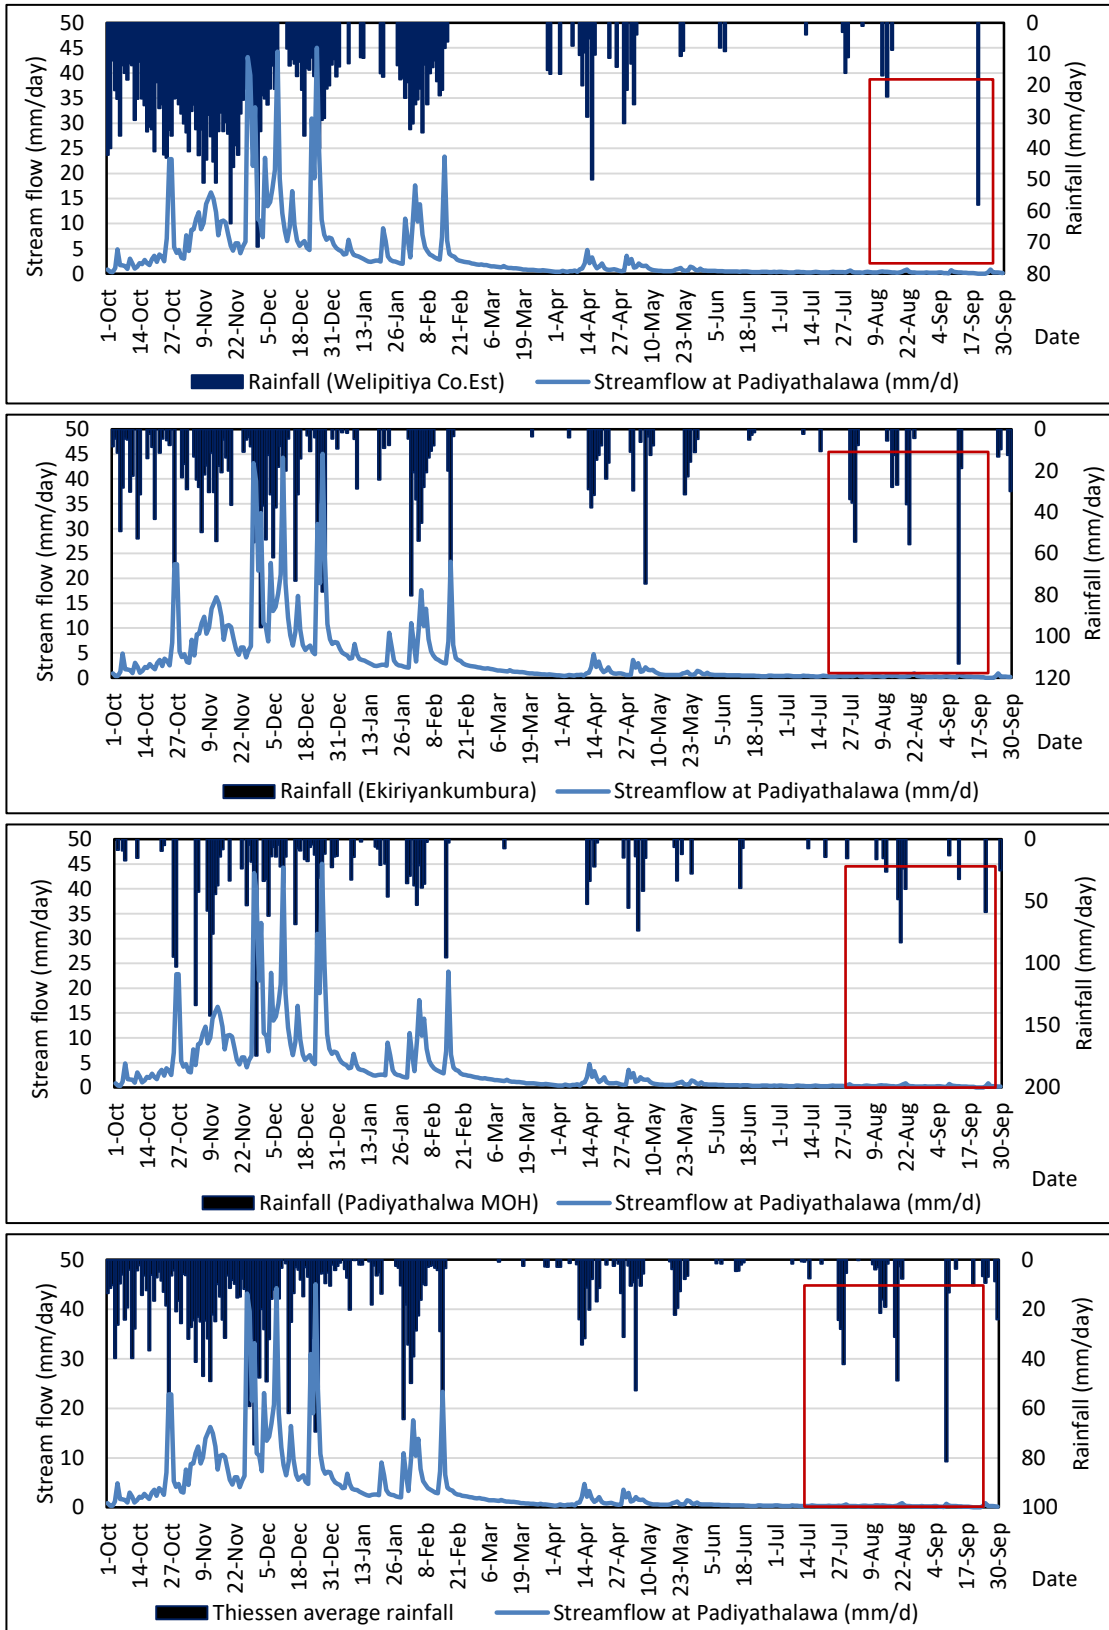 Stream flow (mm/day)
50
45
40
35
30
25
20
15
10
5
0
0
10
20
30
40
50
60
70
80
Rainfall (mm/day)
1-Oct
14-Oct
27-Oct
9-Nov
22-Nov
5-Dec
18-Dec
31-Dec
13-Jan
26-Jan
8-Feb
21-Feb
6-Mar
19-Mar
1-Apr
14-Apr
27-Apr
10-May
23-May
5-Jun
18-Jun
1-Jul
14-Jul
27-Jul
9-Aug
22-Aug
4-Sep
17-Sep
30-Sep
Date
Rainfall (Welipitiya Co.Est) Streamflow at Padiyathalawa (mm/d)
Stream flow (mm/day)
50
45
40
35
30
25
20
15
10
5
0
0
20
40
60
80
100
120
Rainfall (mm/day)
1-Oct
14-Oct
27-Oct
9-Nov
22-Nov
5-Dec
18-Dec
31-Dec
13-Jan
26-Jan
8-Feb
21-Feb
6-Mar
19-Mar
1-Apr
14-Apr
27-Apr
10-May
23-May
5-Jun
18-Jun
1-Jul
14-Jul
27-Jul
9-Aug
22-Aug
4-Sep
17-Sep
30-Sep
Date
Rainfall (Ekiriyankumbura) Streamflow at Padiyathalawa (mm/d)
Stream flow (mm/day)
50
45
40
35
30
25
20
15
10
5
0
0
50
100
150
200
Rainfall (mm/day)
1-Oct
14-Oct
27-Oct
9-Nov
22-Nov
5-Dec
18-Dec
31-Dec
13-Jan
26-Jan
8-Feb
21-Feb
6-Mar
19-Mar
1-Apr
14-Apr
27-Apr
10-May
23-May
5-Jun
18-Jun
1-Jul
14-Jul
27-Jul
9-Aug
22-Aug
4-Sep
17-Sep
30-Sep
Date
Rainfall (Padiyathalwa MOH) Streamflow at Padiyathalawa (mm/d)
Stream flow (mm/day)
50
40
30
20
10
0
0
20
40
60
80
100
Rainfall (mm/day)
1-Oct
14-Oct
27-Oct
9-Nov
22-Nov
5-Dec
18-Dec
31-Dec
13-Jan
26-Jan
8-Feb
21-Feb
6-Mar
19-Mar
1-Apr
14-Apr
27-Apr
10-May
23-May
5-Jun
18-Jun
1-Jul
14-Jul
27-Jul
9-Aug
22-Aug
4-Sep
17-Sep
30-Sep
Date
Thiessen average rainfall Streamflow at Padiyathalawa (mm/d)